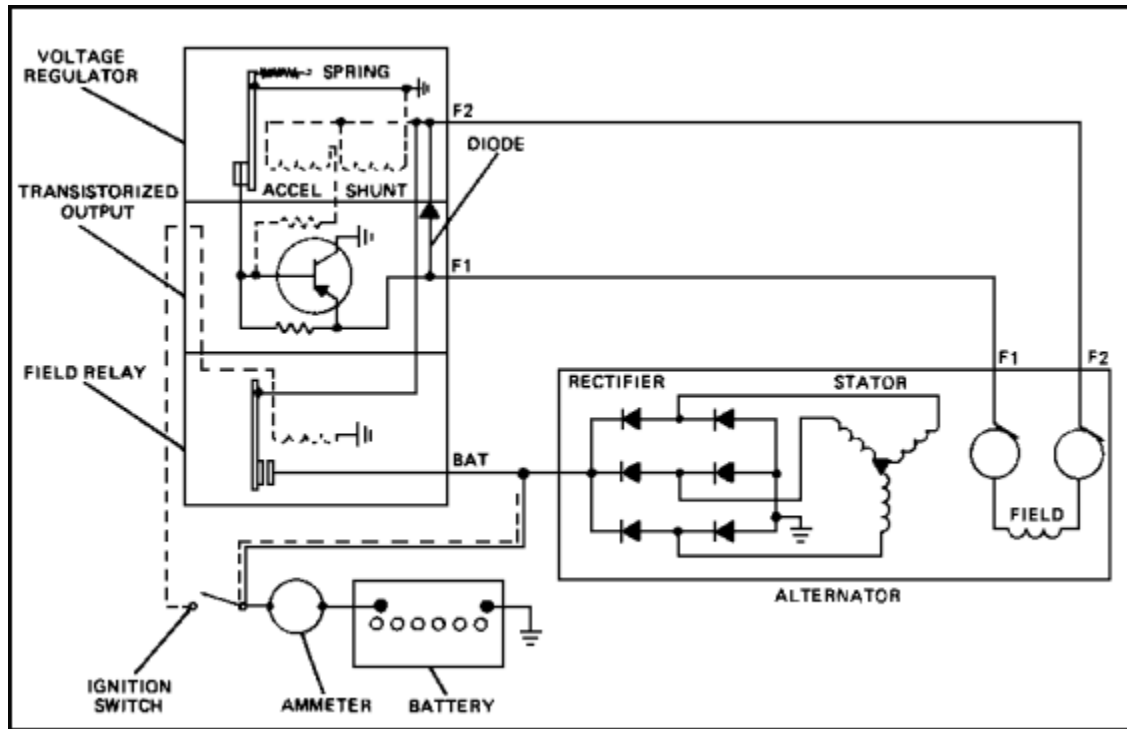 VOLTAGE
REGULATOR
SPRING
F2
DIODE
ACCEL SHUNT
TRANSISTORIZED
OUTPUT
F1
FIELD RELAY
F1 F2
RECTIFIER STATOR
BAT
FIELD
ALTERNATOR
IGNITION
SWITCH
AMMETER
BATTERY